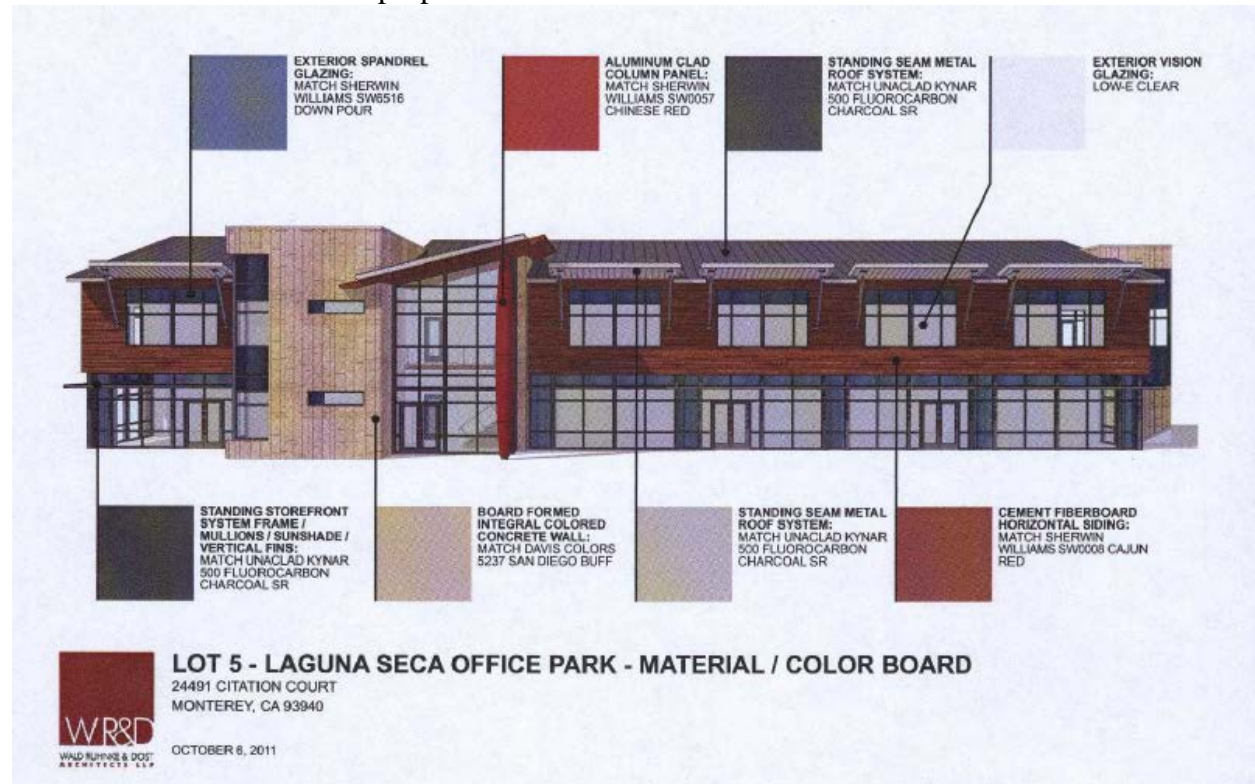 EXTERIOR SPANDREL
GLAZING:
MATCH SHERWIN
WILLIAMS SW6516
DOWN POUR
ALUMINUM CLAD
COLUMN PANEL:
MATCH SHERWIN
WILLIAMS SW0057
CHINESE RED
STANDING SEAM METAL
ROOF SYSTEM:
MATCH UNACLAD KYNAR
500 FLUOROCARBON
CHARCOAL SR
EXTERIOR VISION
GLAZING:
LOW-E CLEAR
STANDING STOREFRONT
SYSTEM FRAME /
MULLIONS / SUNSHADE /
VERTICAL FINS:
MATCH UNACLAD KYNAR
500 FLUOROCARBON
CHARCOAL SR
BOARD FORMED
INTEGRAL COLORED
CONCRETE WALL:
MATCH DAVIS COLORS
5237 SAN DIEGO BUFF
STANDING SEAM METAL
ROOF SYSTEM:
MATCH UNACLAD KYNAR
500 FLUOROCARBON
CHARCOAL SR
CEMENT FIBERBOARD
HORIZONTAL SIDING:
MATCH SHERWIN
WILLIAMS SW0008 CAJUN
RED
LOT 5 - LAGUNA SECA OFFICE PARK - MATERIAL / COLOR BOARD
24491 CITATION COURT
MONTEREY, CA 93940
OCTOBER 6, 2011
WR&D
WALD RUHNKE & DOST
ARCHITECTS LLP